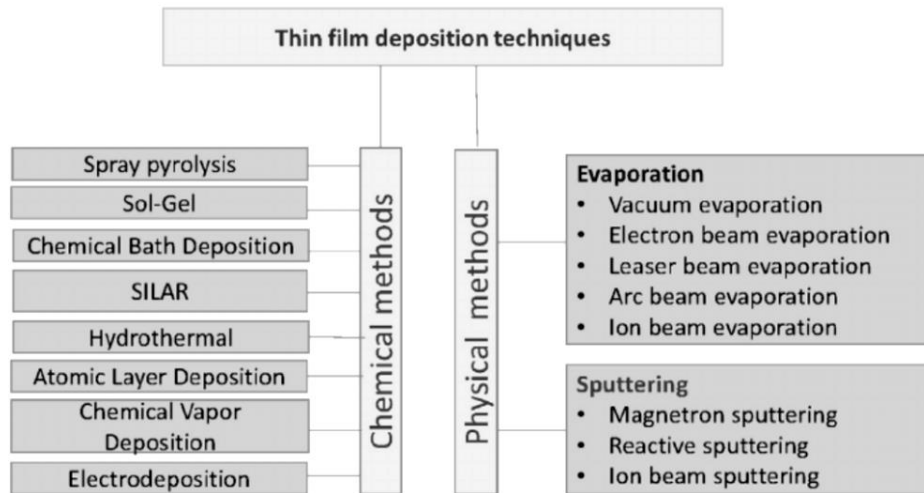 Thin film deposition techniques
Spray pyrolysis
Sol-Gel
Chemical Bath Deposition
SILAR
Hydrothermal
Atomic Layer Deposition
Chemical Vapor
Deposition
Electrodeposition
Chemical methods
Physical methods
Evaporation
• Vacuum evaporation
• Electron beam evaporation
• Leaser beam evaporation
• Arc beam evaporation
• Ion beam evaporation
Sputtering
• Magnetron sputtering
• Reactive sputtering
• Ion beam sputtering